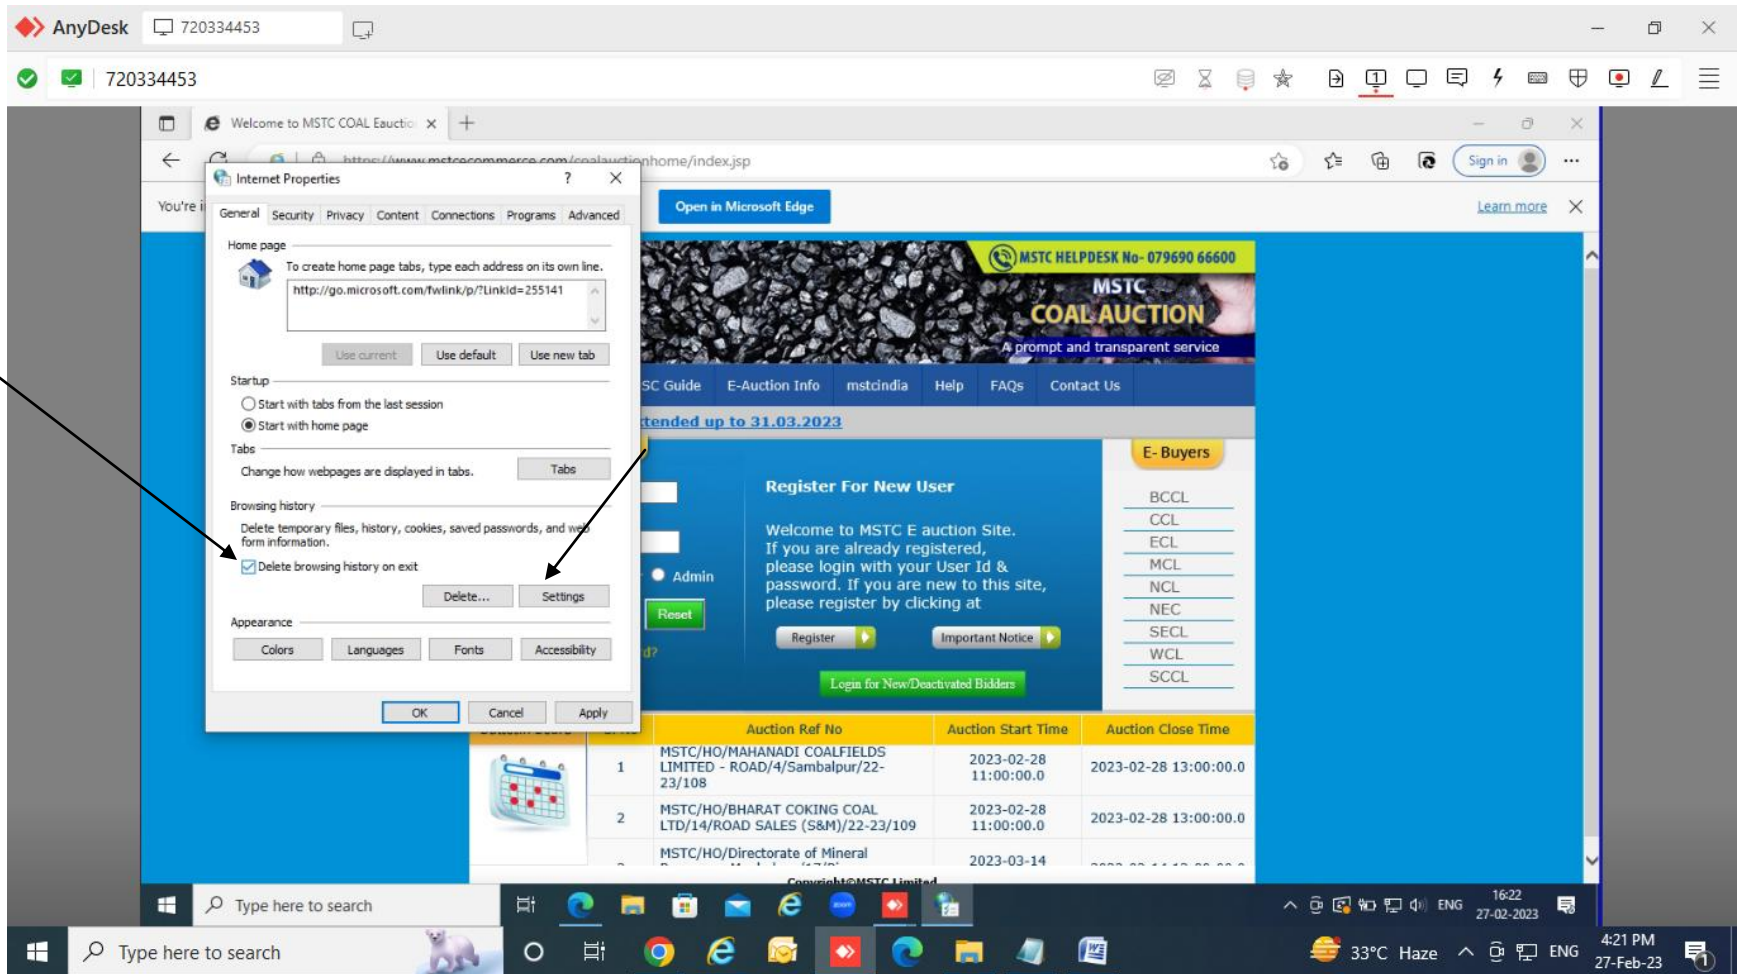 AnyDesk
720334453
720334453
Welcome to MSTC COAL Eauctio
https://www.mstcecommerce.com/coalauctionhome/index.jsp
Sign in
You're i
Open in Microsoft Edge
Learn more
Internet Properties
General Security Privacy Content Connections Programs Advanced
Home page
To create home page tabs, type each address on its own line.
http://go.microsoft.com/fwlink/p/?LinkId=255141
Use current Use default Use new tab
Startup
Start with tabs from the last session
Start with home page
Tabs
Change how webpages are displayed in tabs. Tabs
Browsing history
Delete temporary files, history, cookies, saved passwords, and web
form information.
Delete browsing history on exit
Delete... Settings
Appearance
Colors Languages Fonts Accessibility
OK Cancel Apply
MSTC HELPDESK No- 079690 66600
MSTC
COAL AUCTION
A prompt and transparent service
SC Guide E-Auction Info mstcindia Help FAQs Contact Us
tended up to 31.03.2023
Admin
Reset
d?
Register For New User
Welcome to MSTC E auction Site.
If you are already registered,
please login with your User Id &
password. If you are new to this site,
please register by clicking at
Register Important Notice
Login for New/Deactivated Bidders
E- Buyers
BCCL
CCL
ECL
MCL
NCL
NEC
SECL
WCL
SCCL
Auction Ref No Auction Start Time Auction Close Time
1 MSTC/HO/MAHANADI COALFIELDS
LIMITED - ROAD/4/Sambalpur/22-
23/108
2023-02-28
11:00:00.0
2023-02-28 13:00:00.0
2 MSTC/HO/BHARAT COKING COAL
LTD/14/ROAD SALES (S&M)/22-23/109
2023-02-28
11:00:00.0
2023-02-28 13:00:00.0
MSTC/HO/Directorate of Mineral
2023-03-14
Copyright©MSTC Limited
Type here to search
zoom
ENG
16:22
27-02-2023
Type here to search
33°C Haze
ENG
4:21 PM
27-Feb-23
1